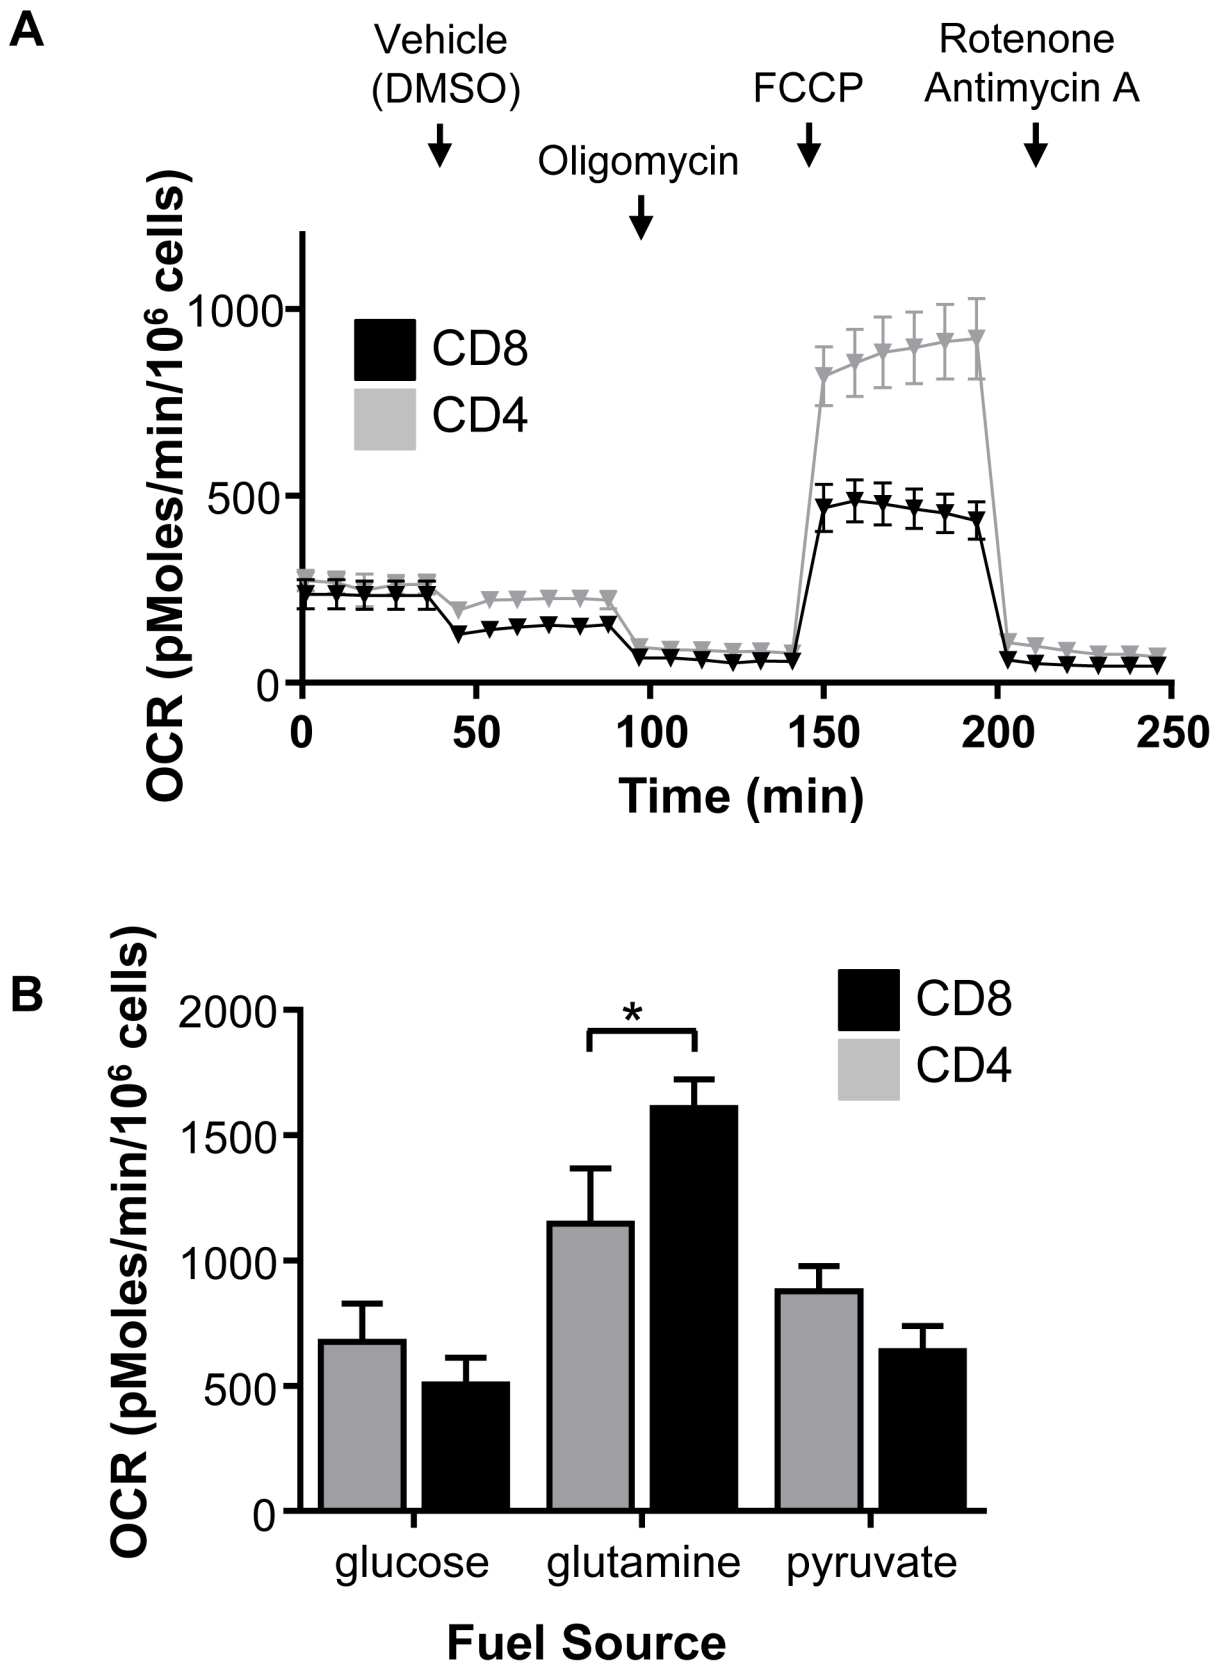 A
Vehicle
(DMSO)
Oligomycin
FCCP
Rotenone
Antimycin A
OCR (pMoles/min/10⁶ cells)
1000
500
0
CD8
CD4
0 50 100 150 200 250
Time (min)
B
OCR (pMoles/min/10⁶ cells)
2000
1500
1000
500
0
*
CD8
CD4
glucose glutamine pyruvate
Fuel Source